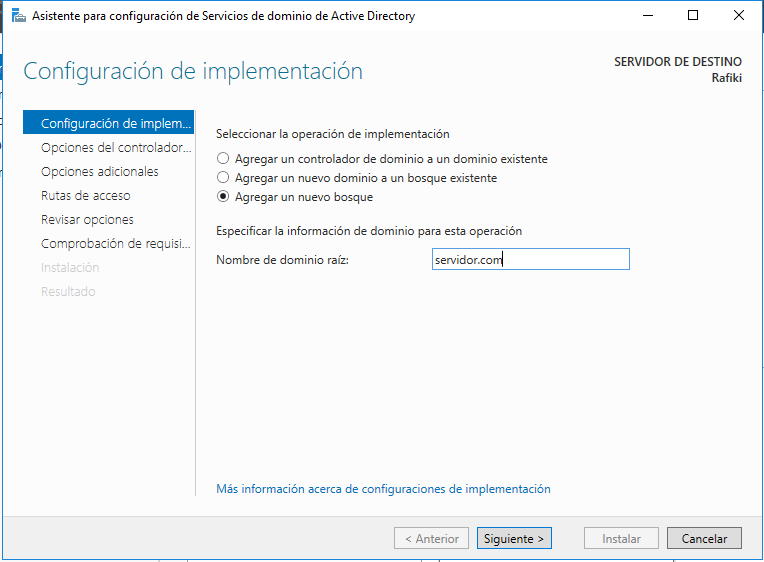 Asistente para configuración de Servicios de dominio de Active Directory
Configuración de implementación
SERVIDOR DE DESTINO
Rafiki
Configuración de implem...
Opciones del controlador...
Opciones adicionales
Rutas de acceso
Revisar opciones
Comprobación de requisi...
Instalación
Resultado
Seleccionar la operación de implementación
Agregar un controlador de dominio a un dominio existente
Agregar un nuevo dominio a un bosque existente
Agregar un nuevo bosque
Especificar la información de dominio para esta operación
Nombre de dominio raíz: servidor.com
Más información acerca de configuraciones de implementación
< Anterior Siguiente > Instalar Cancelar